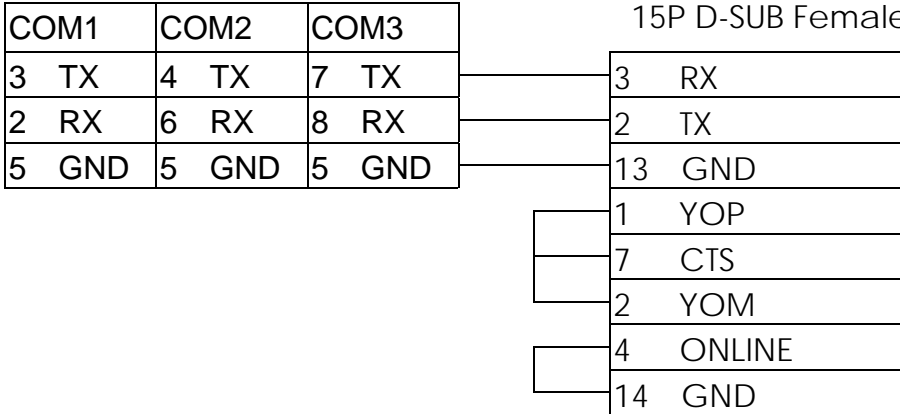 15P D-SUB Female
COM1 COM2 COM3
3 TX 4 TX 7 TX 3 RX
2 RX 6 RX 8 RX 2 TX
5 GND 5 GND 5 GND 13 GND
1 YOP
7 CTS
2 YOM
4 ONLINE
14 GND